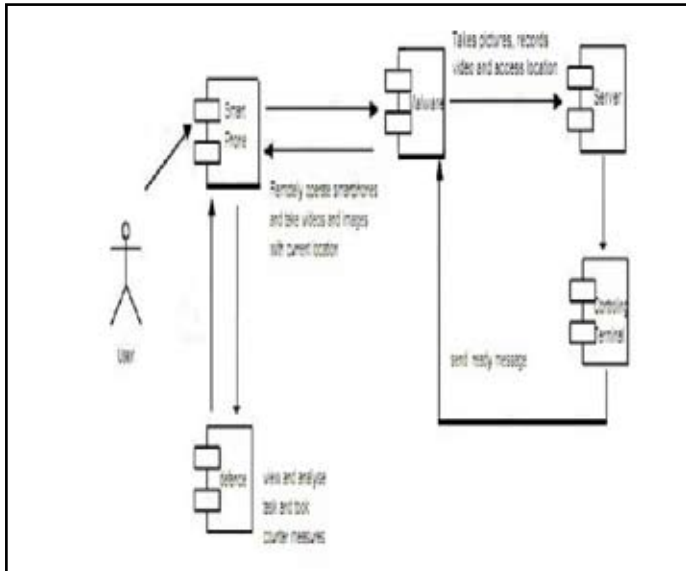 Takes pictures, records
video and access location
Smart
Phone
Malware
Server
Remotely operate smartphones
and take videos and images
with current location
User
Controlling
Terminal
send ready message
defence
view and analyse
task and took
counter measures